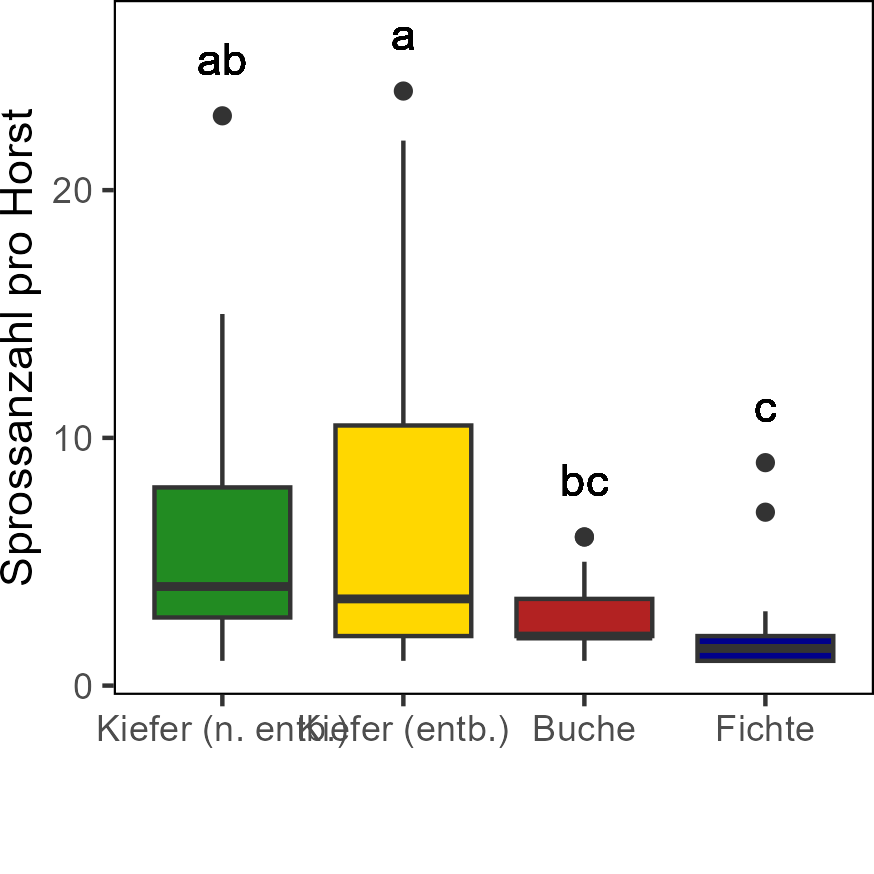 ab
a
bc
c
Sprossanzahl pro Horst
20
10
0
Kiefer (n. entb.)
Kiefer (entb.)
Buche
Fichte